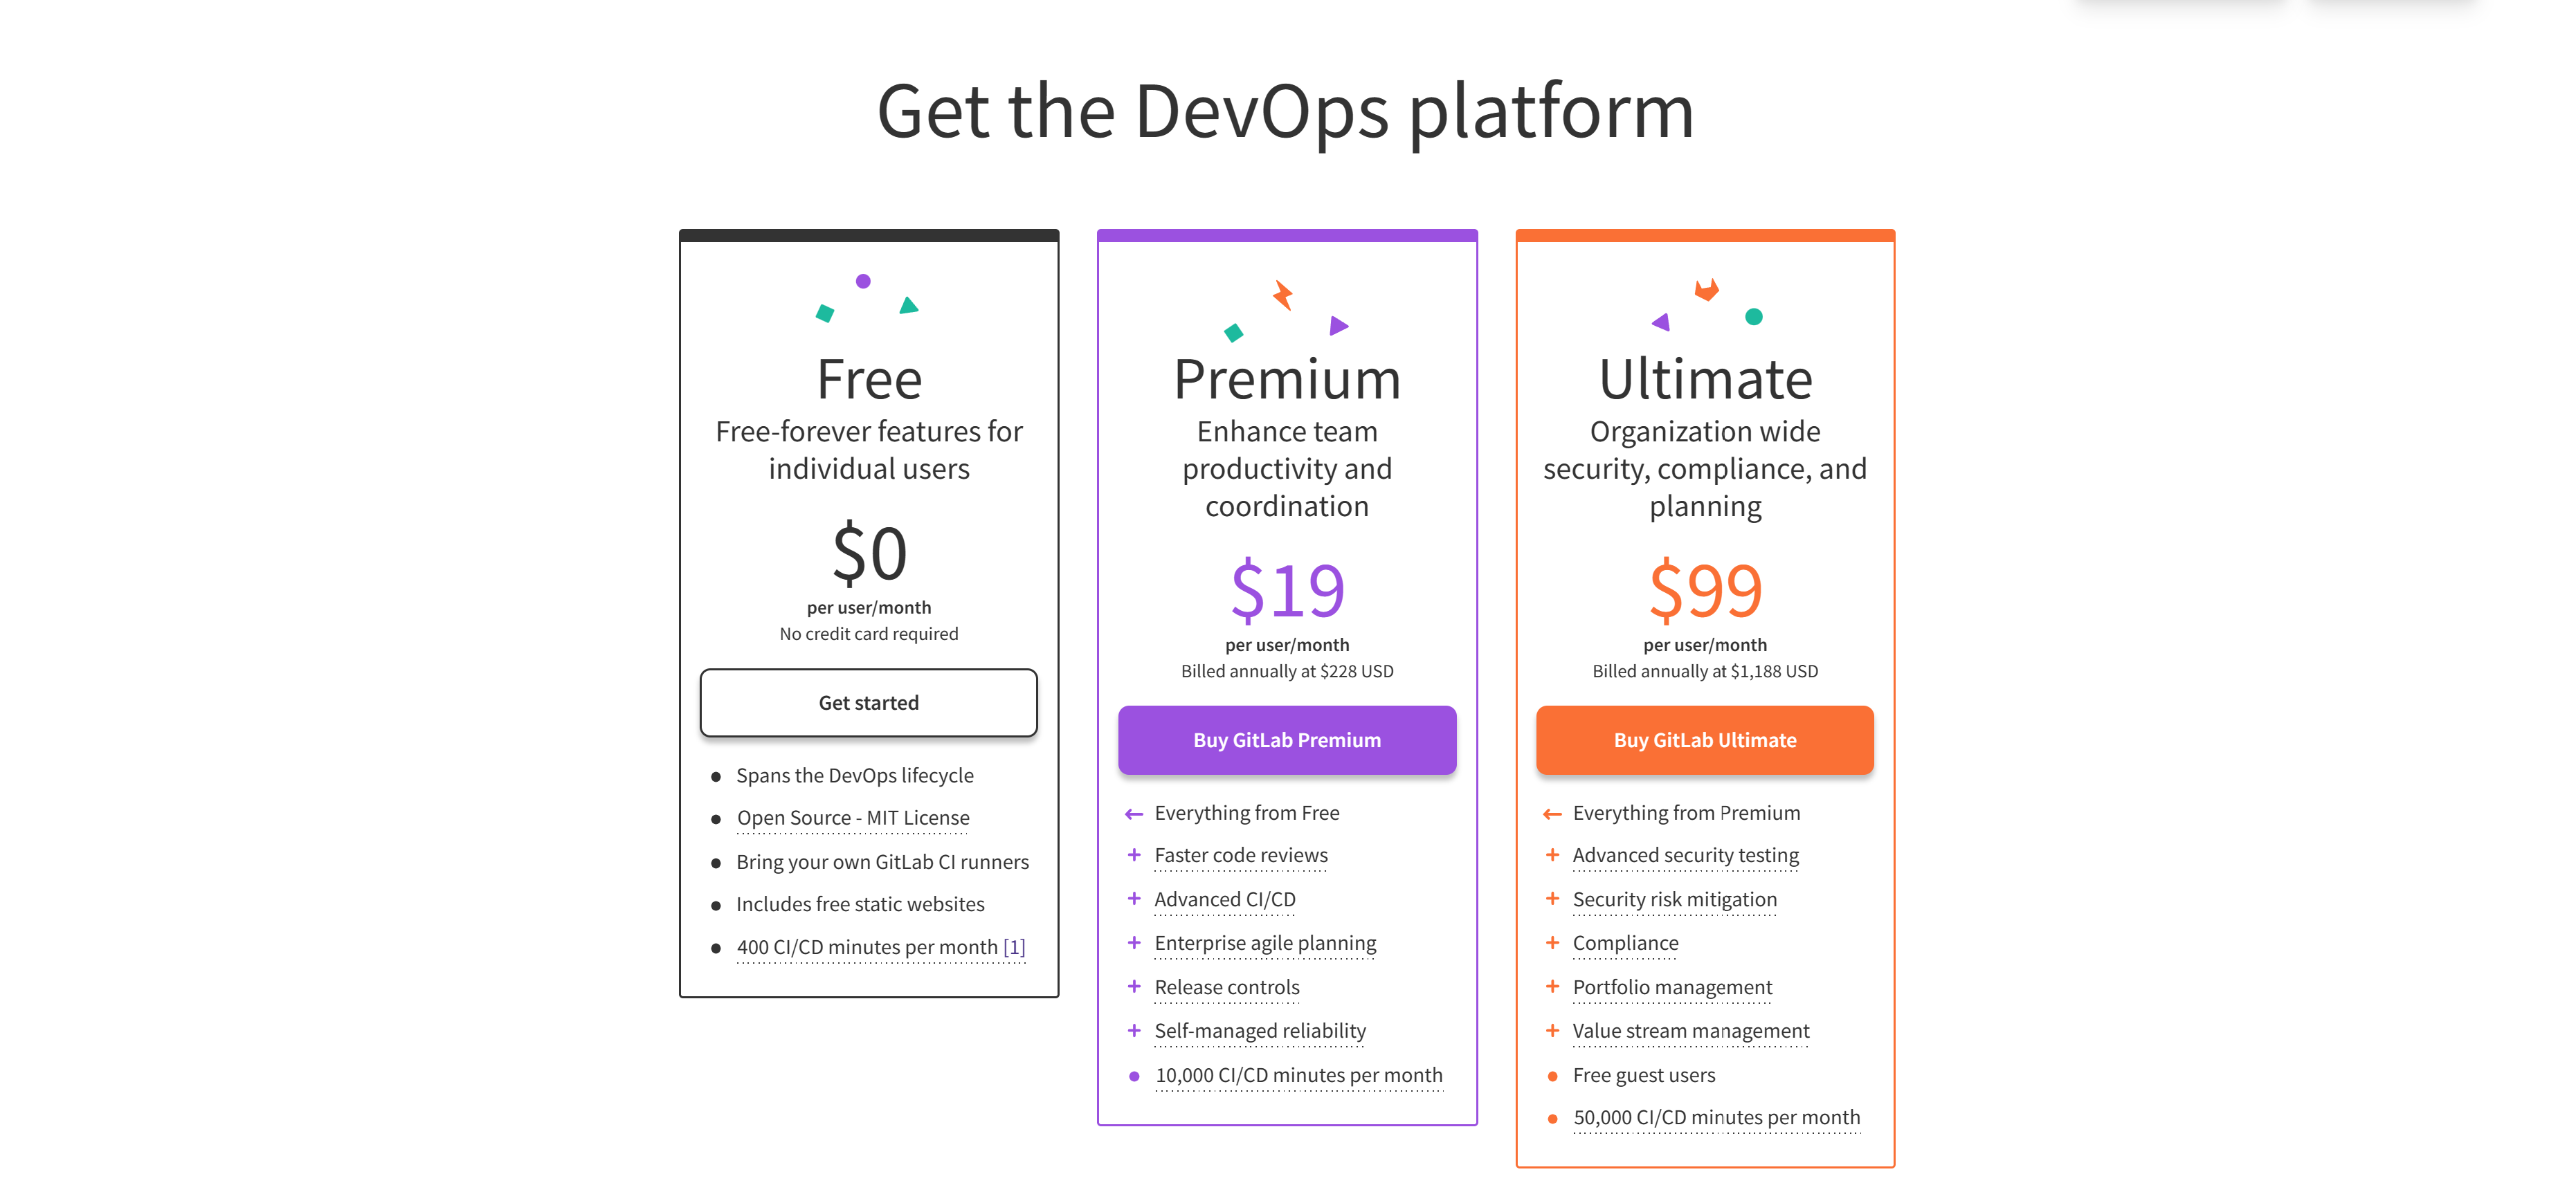 Get the DevOps platform
Free
Free-forever features for
individual users
$0
per user/month
No credit card required
Get started
Spans the DevOps lifecycle
Open Source - MIT License
Bring your own GitLab CI runners
Includes free static websites
400 CI/CD minutes per month [1]
Premium
Enhance team
productivity and
coordination
$19
per user/month
Billed annually at $228 USD
Buy GitLab Premium
Everything from Free
Faster code reviews
Advanced CI/CD
Enterprise agile planning
Release controls
Self-managed reliability
10,000 CI/CD minutes per month
Ultimate
Organization wide
security, compliance, and
planning
$99
per user/month
Billed annually at $1,188 USD
Buy GitLab Ultimate
Everything from Premium
Advanced security testing
Security risk mitigation
Compliance
Portfolio management
Value stream management
Free guest users
50,000 CI/CD minutes per month